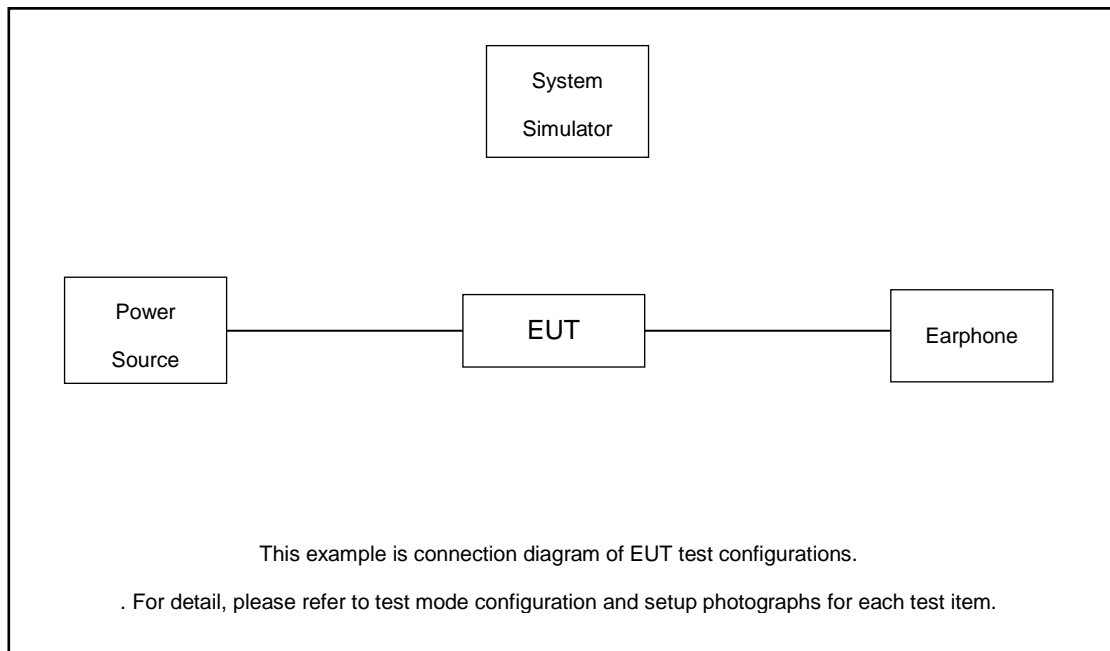 System
Simulator
Power
Source
EUT
Earphone
This example is connection diagram of EUT test configurations.
. For detail, please refer to test mode configuration and setup photographs for each test item.